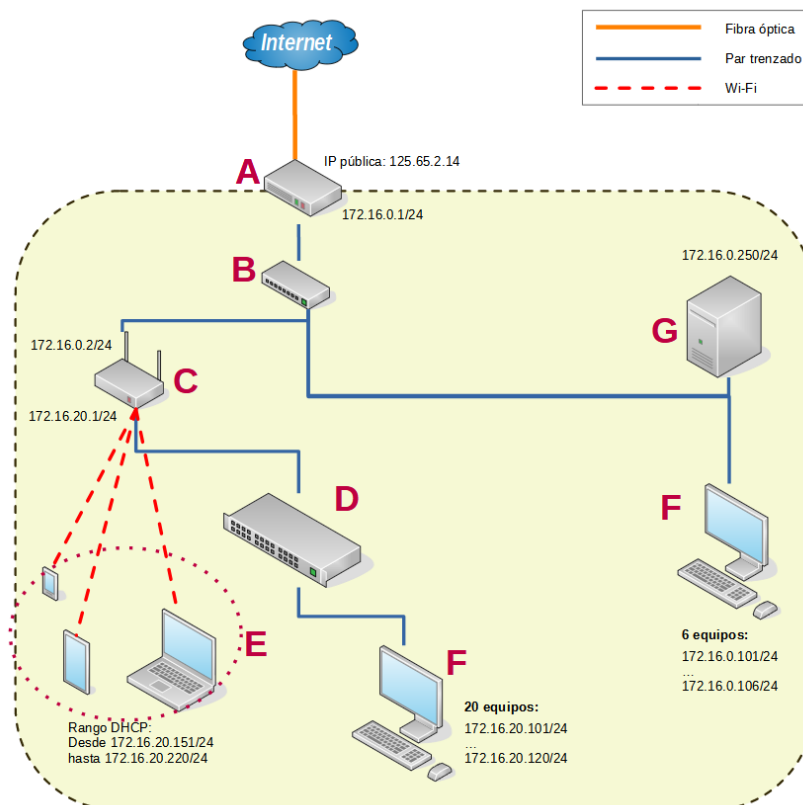 Internet
Fibra óptica
Par trenzado
Wi-Fi
A
IP pública: 125.65.2.14
172.16.0.1/24
B
172.16.0.250/24
G
172.16.0.2/24
C
172.16.20.1/24
D
F
6 equipos:
172.16.0.101/24
...
172.16.0.106/24
E
F
20 equipos:
172.16.20.101/24
...
172.16.20.120/24
Rango DHCP:
Desde 172.16.20.151/24
hasta 172.16.20.220/24